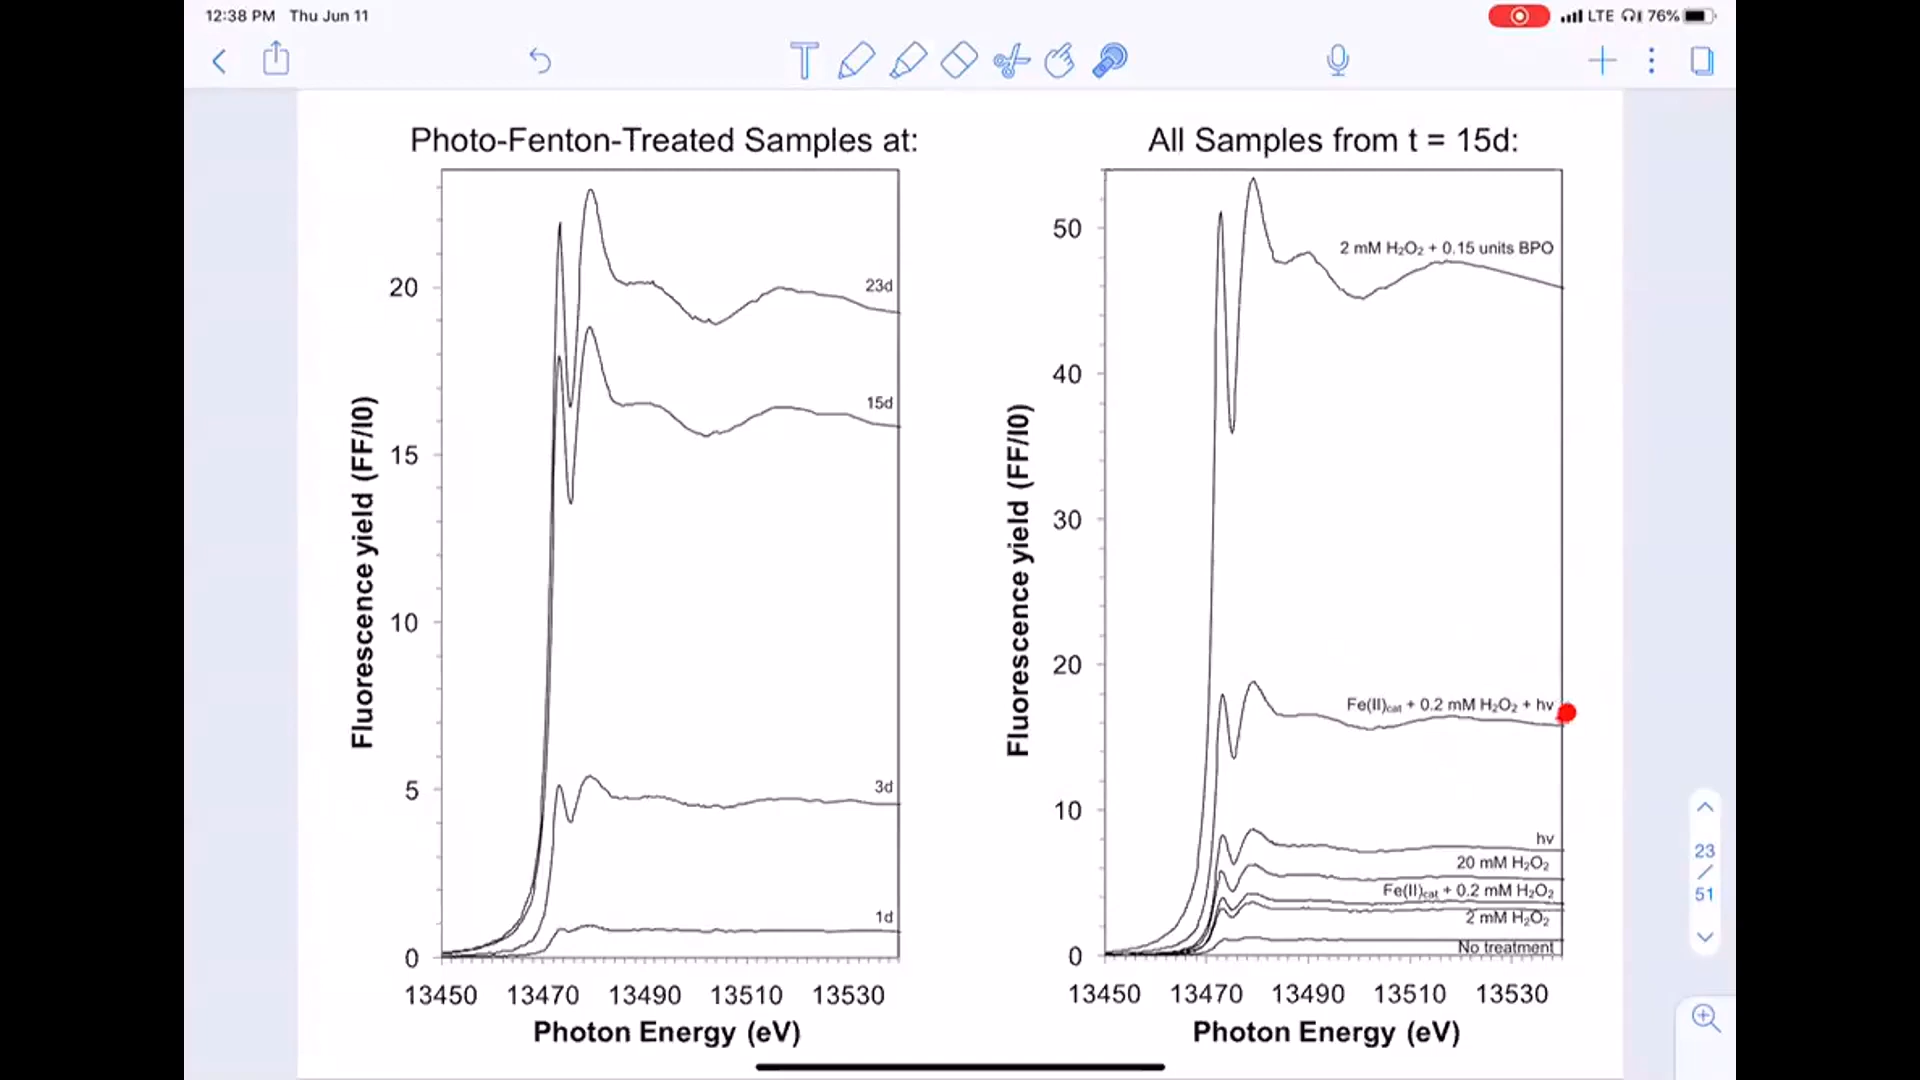 12:38 PM Thu Jun 11
LTE 76%
T
Photo-Fenton-Treated Samples at:
Fluorescence yield (FF/I0)
20
15
10
5
0
23d
15d
3d
1d
13450 13470 13490 13510 13530
Photon Energy (eV)
All Samples from t = 15d:
Fluorescence yield (FF/I0)
50
40
30
20
10
0
2 mM H₂O₂ + 0.15 units BPO
Fe(II)cat + 0.2 mM H₂O₂ + hv
hv
20 mM H₂O₂
Fe(II)cat + 0.2 mM H₂O₂
2 mM H₂O₂
No treatment
13450 13470 13490 13510 13530
Photon Energy (eV)
23
/
51